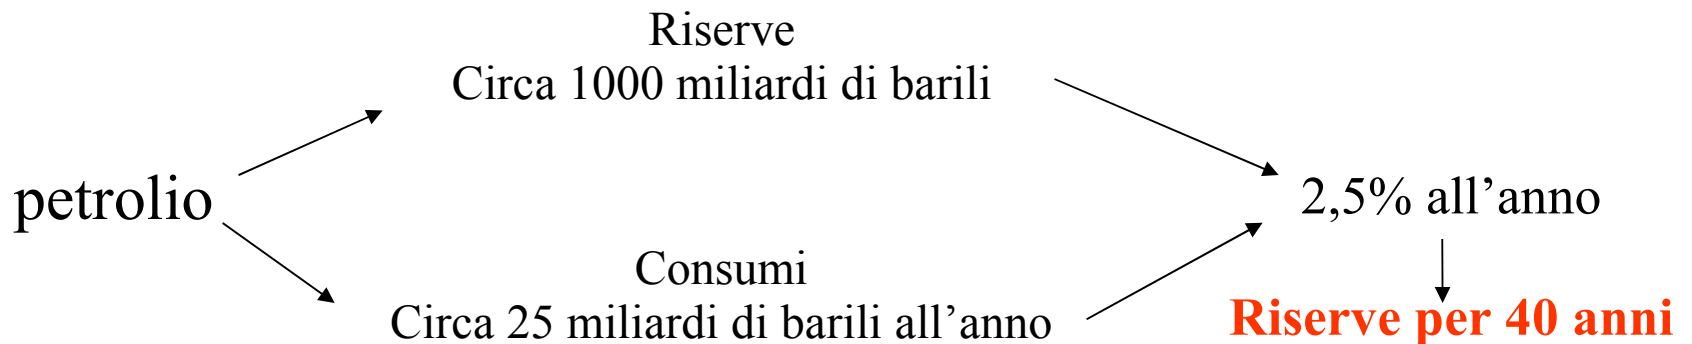 Riserve
Circa 1000 miliardi di barili
petrolio
2,5% all’anno
Consumi
Circa 25 miliardi di barili all’anno
Riserve per 40 anni